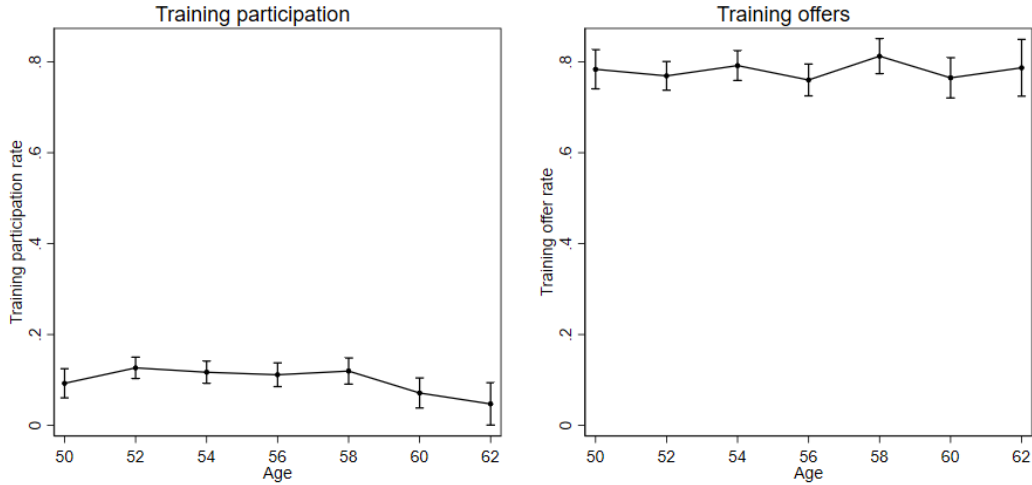 Training participation
Training participation rate
.8
.6
.4
.2
0
50 52 54 56 58 60 62
Age
Training offers
Training offer rate
.8
.6
.4
.2
0
50 52 54 56 58 60 62
Age